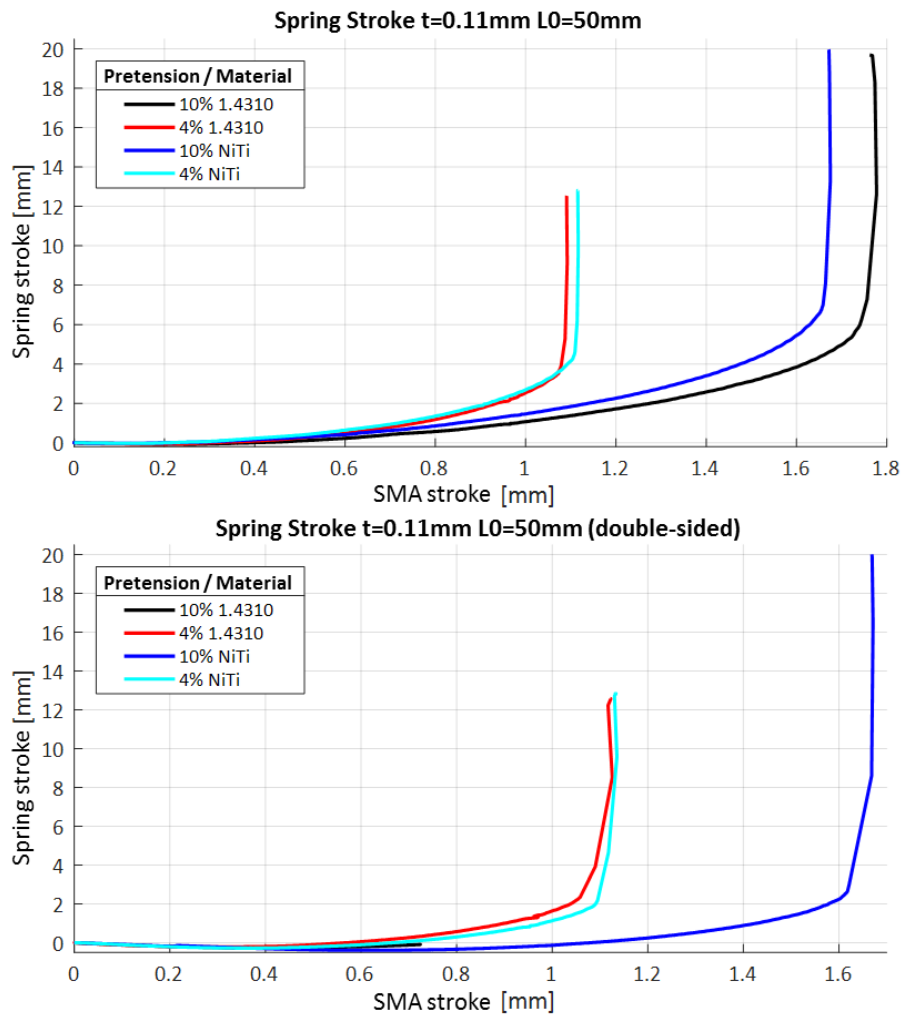 Spring Stroke t=0.11mm L0=50mm
20
18
16
14
12
10
8
6
4
2
0
Spring stroke [mm]
Pretension / Material
10% 1.4310
4% 1.4310
10% NiTi
4% NiTi
0 0.2 0.4 0.6 0.8 1 1.2 1.4 1.6 1.8
SMA stroke [mm]
Spring Stroke t=0.11mm L0=50mm (double-sided)
20
18
16
14
12
10
8
6
4
2
0
Spring stroke [mm]
Pretension / Material
10% 1.4310
4% 1.4310
10% NiTi
4% NiTi
0 0.2 0.4 0.6 0.8 1 1.2 1.4 1.6
SMA stroke [mm]